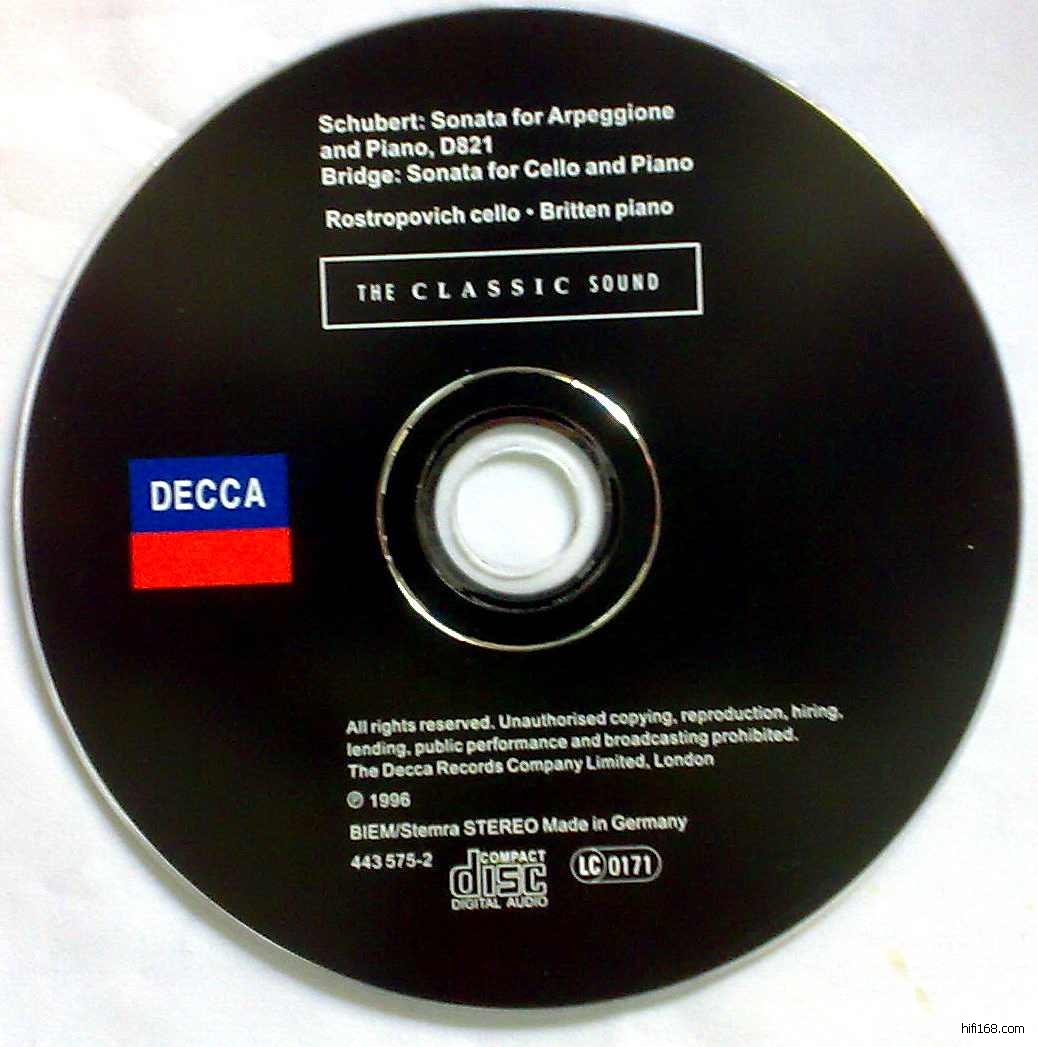 Schubert: Sonata for Arpeggione
and Piano, D821
Bridge: Sonata for Cello and Piano
Rostropovich cello • Britten piano
THE CLASSIC SOUND
DECCA
All rights reserved. Unauthorised copying, reproduction, hiring,
lending, public performance and broadcasting prohibited.
The Decca Records Company Limited, London
℗ 1996
BIEM/Stemra STEREO Made in Germany
443 575-2
COMPACT
disc
DIGITAL AUDIO
LC 0171
hifi168.com